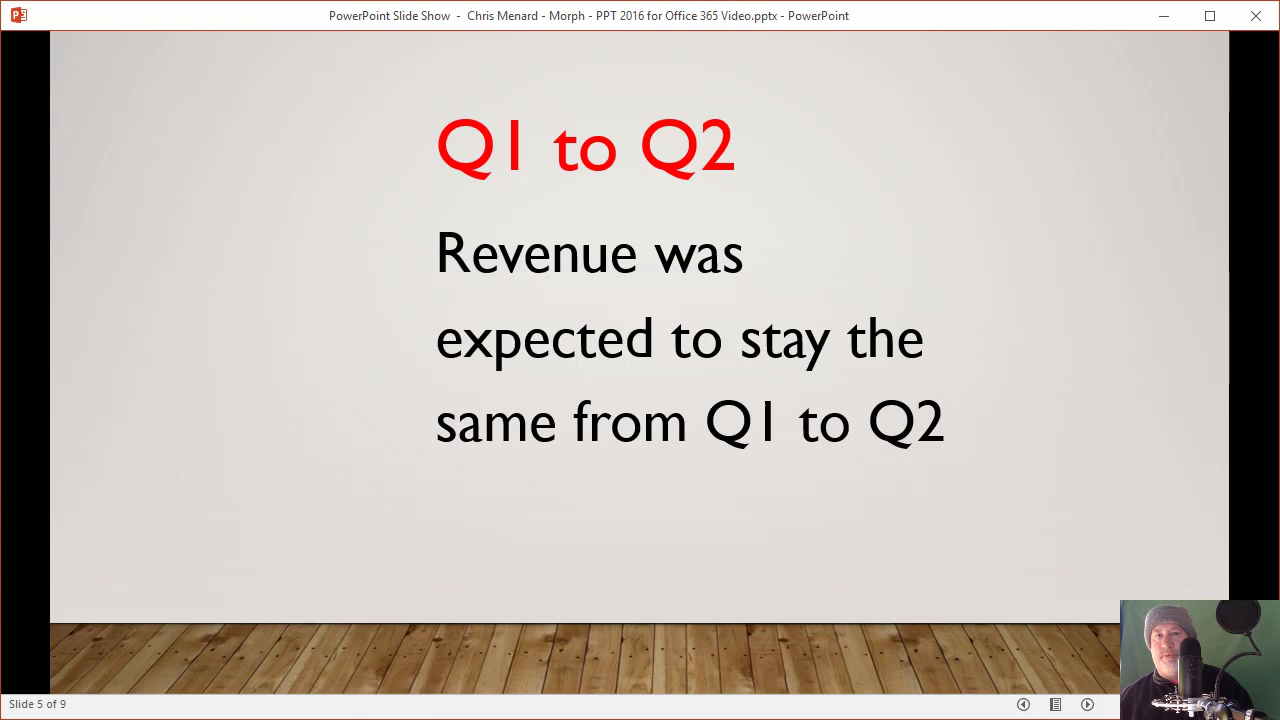 PowerPoint Slide Show - Chris Menard - Morph - PPT 2016 for Office 365 Video.pptx - PowerPoint
Q1 to Q2
Revenue was
expected to stay the
same from Q1 to Q2
Slide 5 of 9